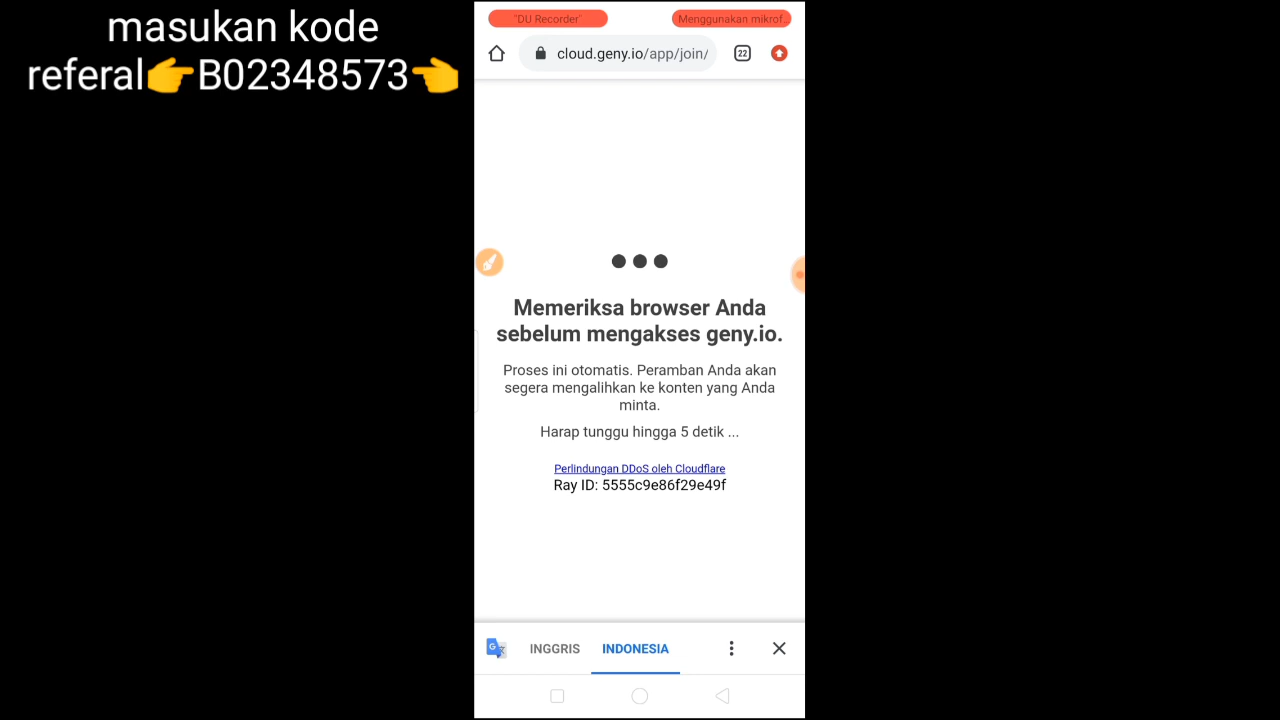 masukan kode
referal👉B02348573👈
"DU Recorder"
Menggunakan mikrof...
cloud.geny.io/app/join/
22
Memeriksa browser Anda
sebelum mengakses geny.io.
Proses ini otomatis. Peramban Anda akan
segera mengalihkan ke konten yang Anda
minta.
Harap tunggu hingga 5 detik ...
Perlindungan DDoS oleh Cloudflare
Ray ID: 5555c9e86f29e49f
INGGRIS
INDONESIA